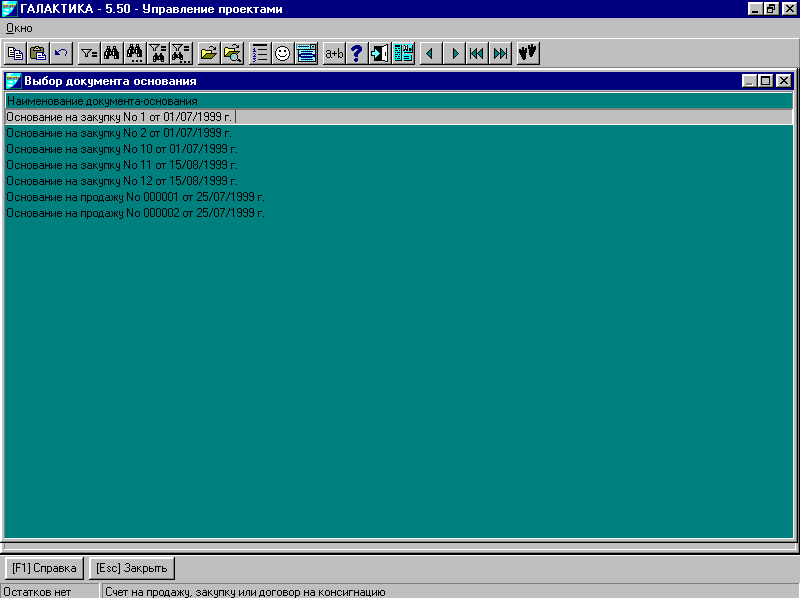 ГАЛАКТИКА - 5.50 - Управление проектами
Окно
a+b ?
Выбор документа основания
Наименование документа-основания
Основание на закупку No 1 от 01/07/1999 г.
Основание на закупку No 2 от 01/07/1999 г.
Основание на закупку No 10 от 01/07/1999 г.
Основание на закупку No 11 от 15/08/1999 г.
Основание на закупку No 12 от 15/08/1999 г.
Основание на продажу No 000001 от 25/07/1999 г.
Основание на продажу No 000002 от 25/07/1999 г.
[F1] Справка [Esc] Закрыть
Остатков нет Счет на продажу, закупку или договор на консигнацию